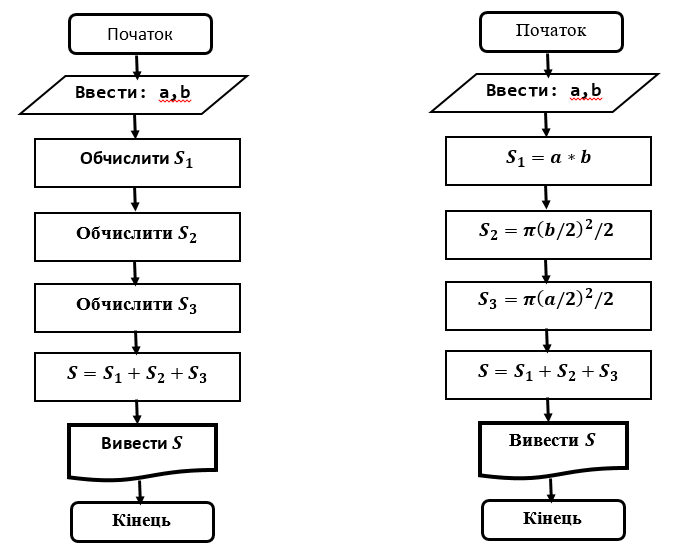 Початок
Ввести: a,b
Обчислити S₁
Обчислити S₂
Обчислити S₃
S = S₁ + S₂ + S₃
Вивести S
Кінець
Початок
Ввести: a,b
S₁ = a * b
S₂ = π(b/2)²/2
S₃ = π(a/2)²/2
S = S₁ + S₂ + S₃
Вивести S
Кінець